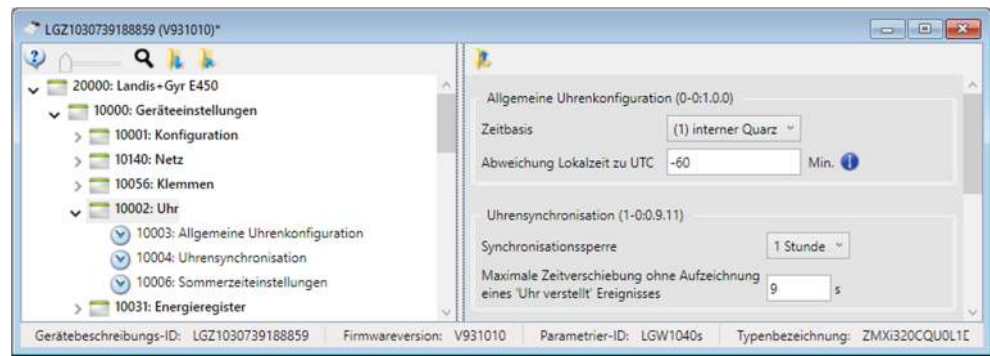 LGZ1030739188859 (V931010)*
20000: Landis+Gyr E450
10000: Geräteeinstellungen
10001: Konfiguration
10140: Netz
10056: Klemmen
10002: Uhr
10003: Allgemeine Uhrenkonfiguration
10004: Uhrensynchronisation
10006: Sommerzeiteinstellungen
10031: Energieregister
Allgemeine Uhrenkonfiguration (0-0:1.0.0)
Zeitbasis (1) interner Quarz
Abweichung Lokalzeit zu UTC -60 Min.
Uhrensynchronisation (1-0:0.9.11)
Synchronisationssperre 1 Stunde
Maximale Zeitverschiebung ohne Aufzeichnung
eines 'Uhr verstellt' Ereignisses 9 s
Gerätebeschreibungs-ID: LGZ1030739188859 Firmwareversion: V931010 Parametrier-ID: LGW1040s Typenbezeichnung: ZMXi320CQU0L1D